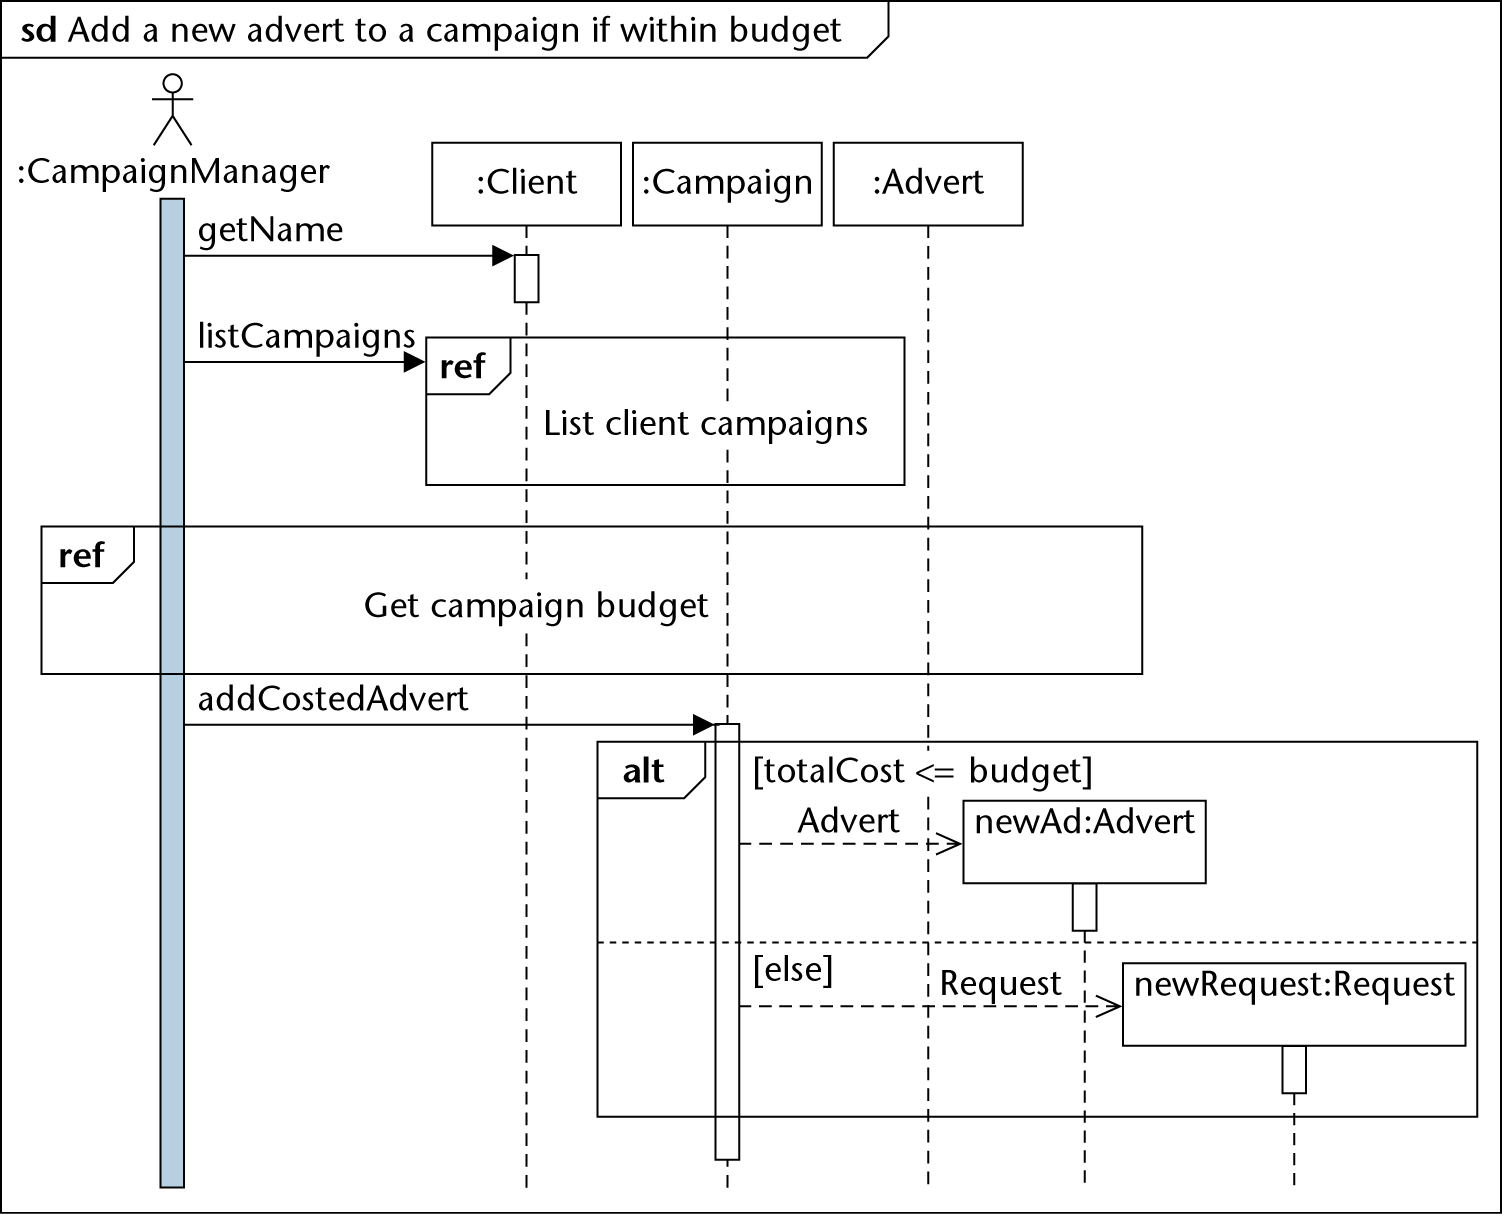 sd Add a new advert to a campaign if within budget
:CampaignManager
:Client
:Campaign
:Advert
getName
listCampaigns
ref
List client campaigns
ref
Get campaign budget
addCostedAdvert
alt
[totalCost <= budget]
Advert
newAd:Advert
[else]
Request
newRequest:Request